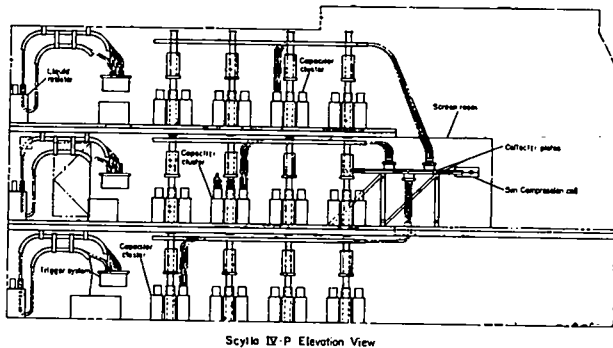 Liquid
resistor
Capacitor
cluster
Screen room
Capacitor
cluster
Collector plates
5m Compression coil
Capacitor
cluster
Trigger system
Scylla IV-P Elevation View